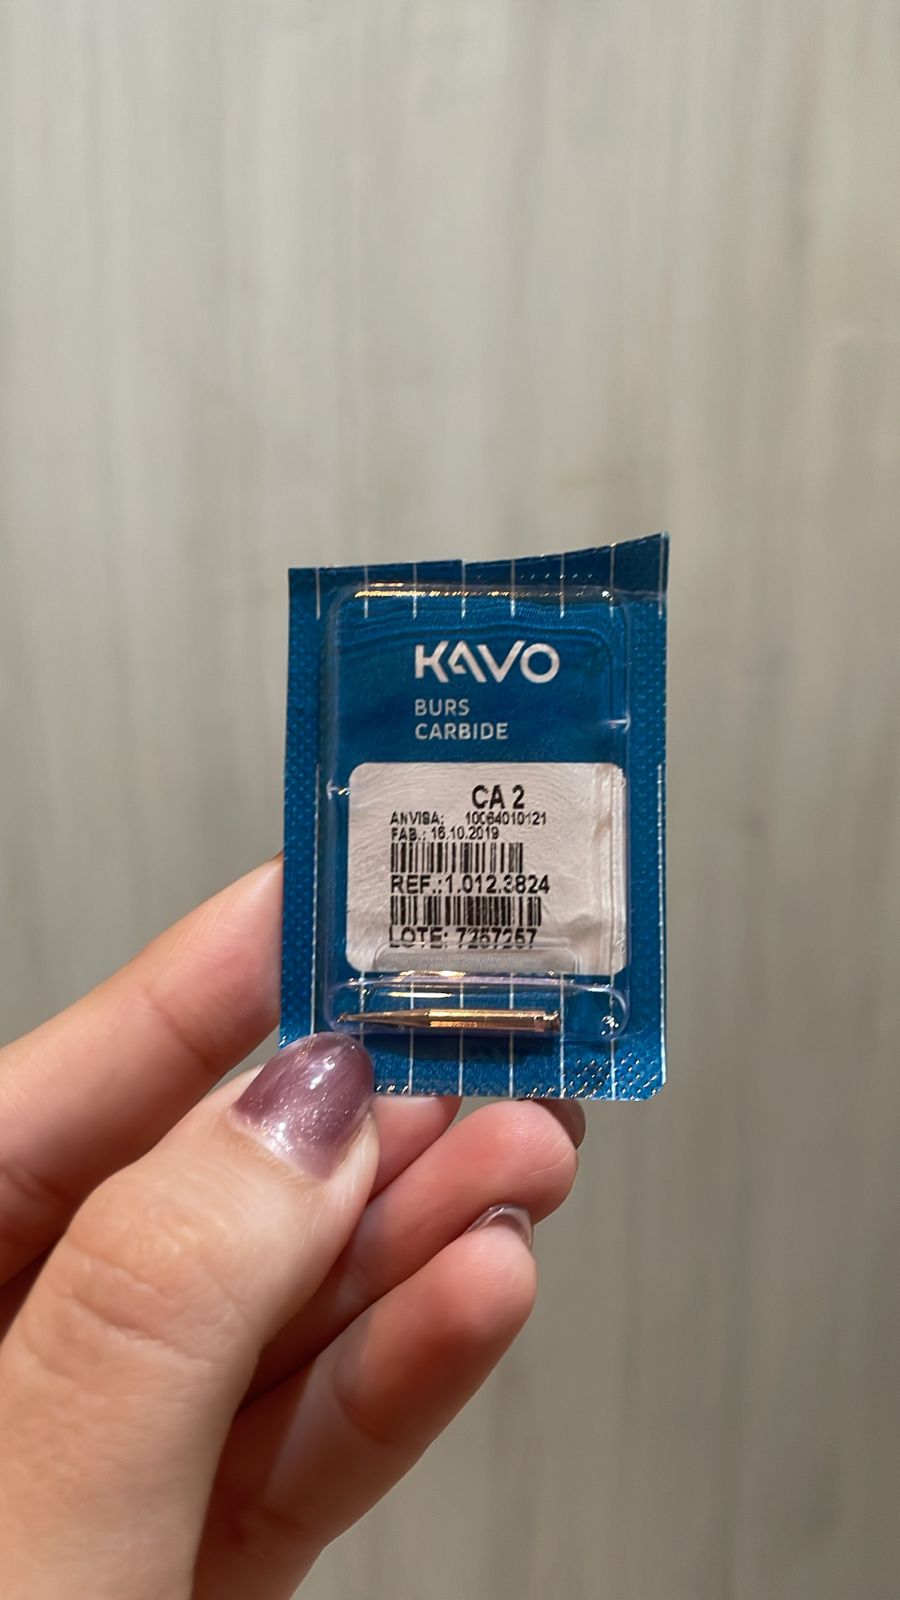 KAVO
BURS
CARBIDE
CA 2
ANVISA: 10064010121
FAB.: 16.10.2019
REF.:1.012.3824
LOTE: 7257257